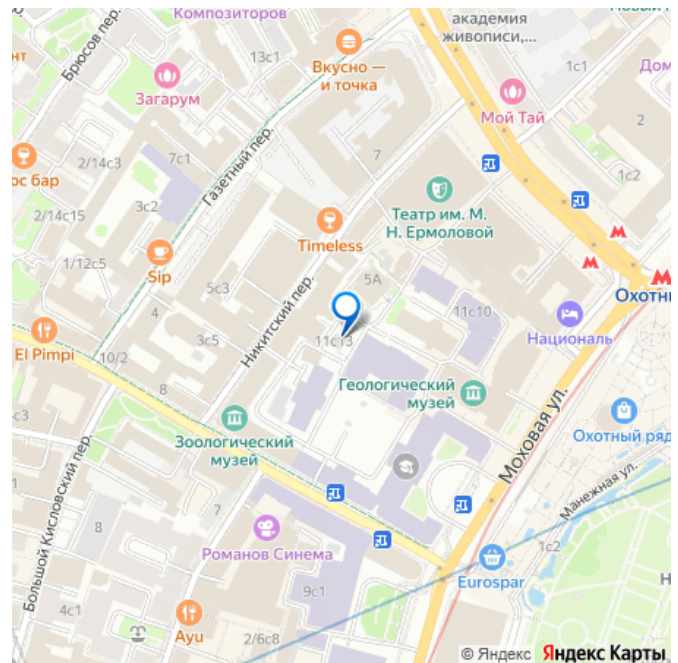 Композиторов
академия
живописи,...
Брюсов пер.
13с1
Вкусно —
и точка
Загарум
1с1
Дом
Мой Тай
нт
7
2
2/14с3
7с1
Газетный пер.
ос бар
1с2
3с2
2/14с15
Театр им. М.
Н. Ермоловой
Timeless
1/12с5
Sip
5А
Охотн
4
11с10
Никитский пер.
El Pimpi
3с5
11с13
Националь
10/2
Геологический
музей
8
Моховая ул.
Зоологический
музей
Охотный ряд
Большой Кисловский пер.
Манежная ул.
7
8
Романов Синема
1с2
Eurospar
Н
9с1
4с1
Ayu
2/6с8
© Яндекс Яндекс Карты